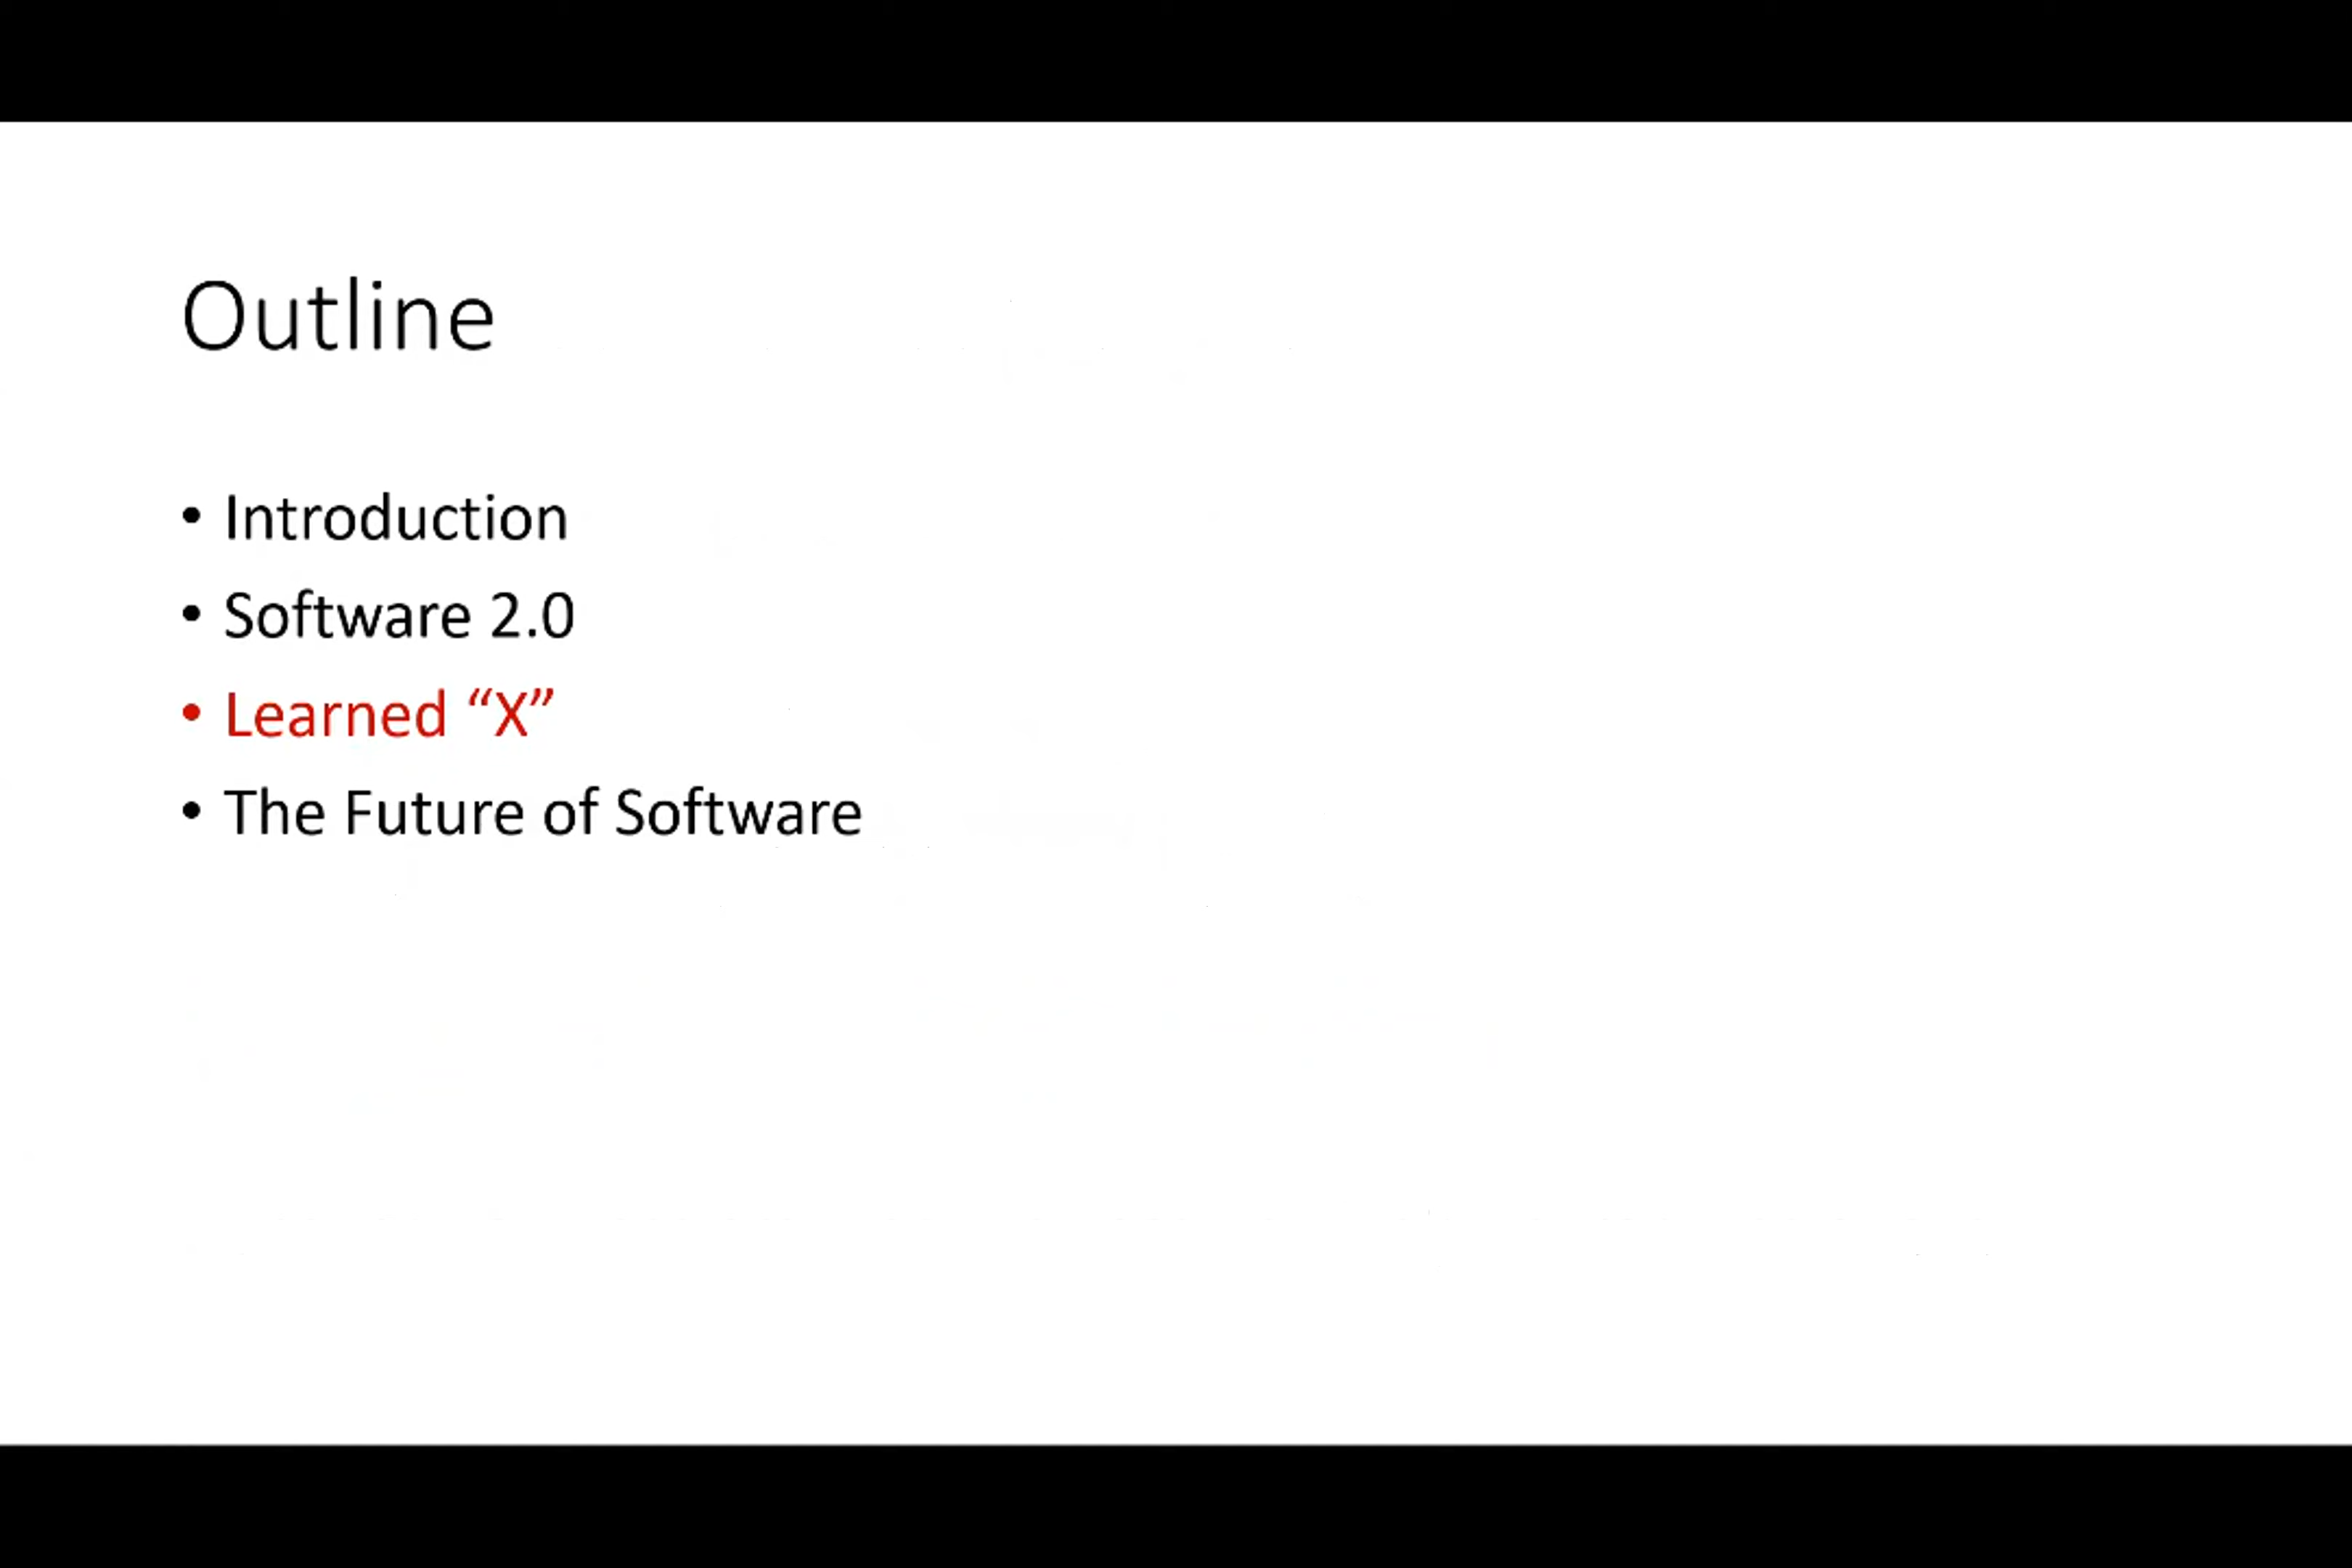 Outline
• Introduction
• Software 2.0
• Learned “X”
• The Future of Software